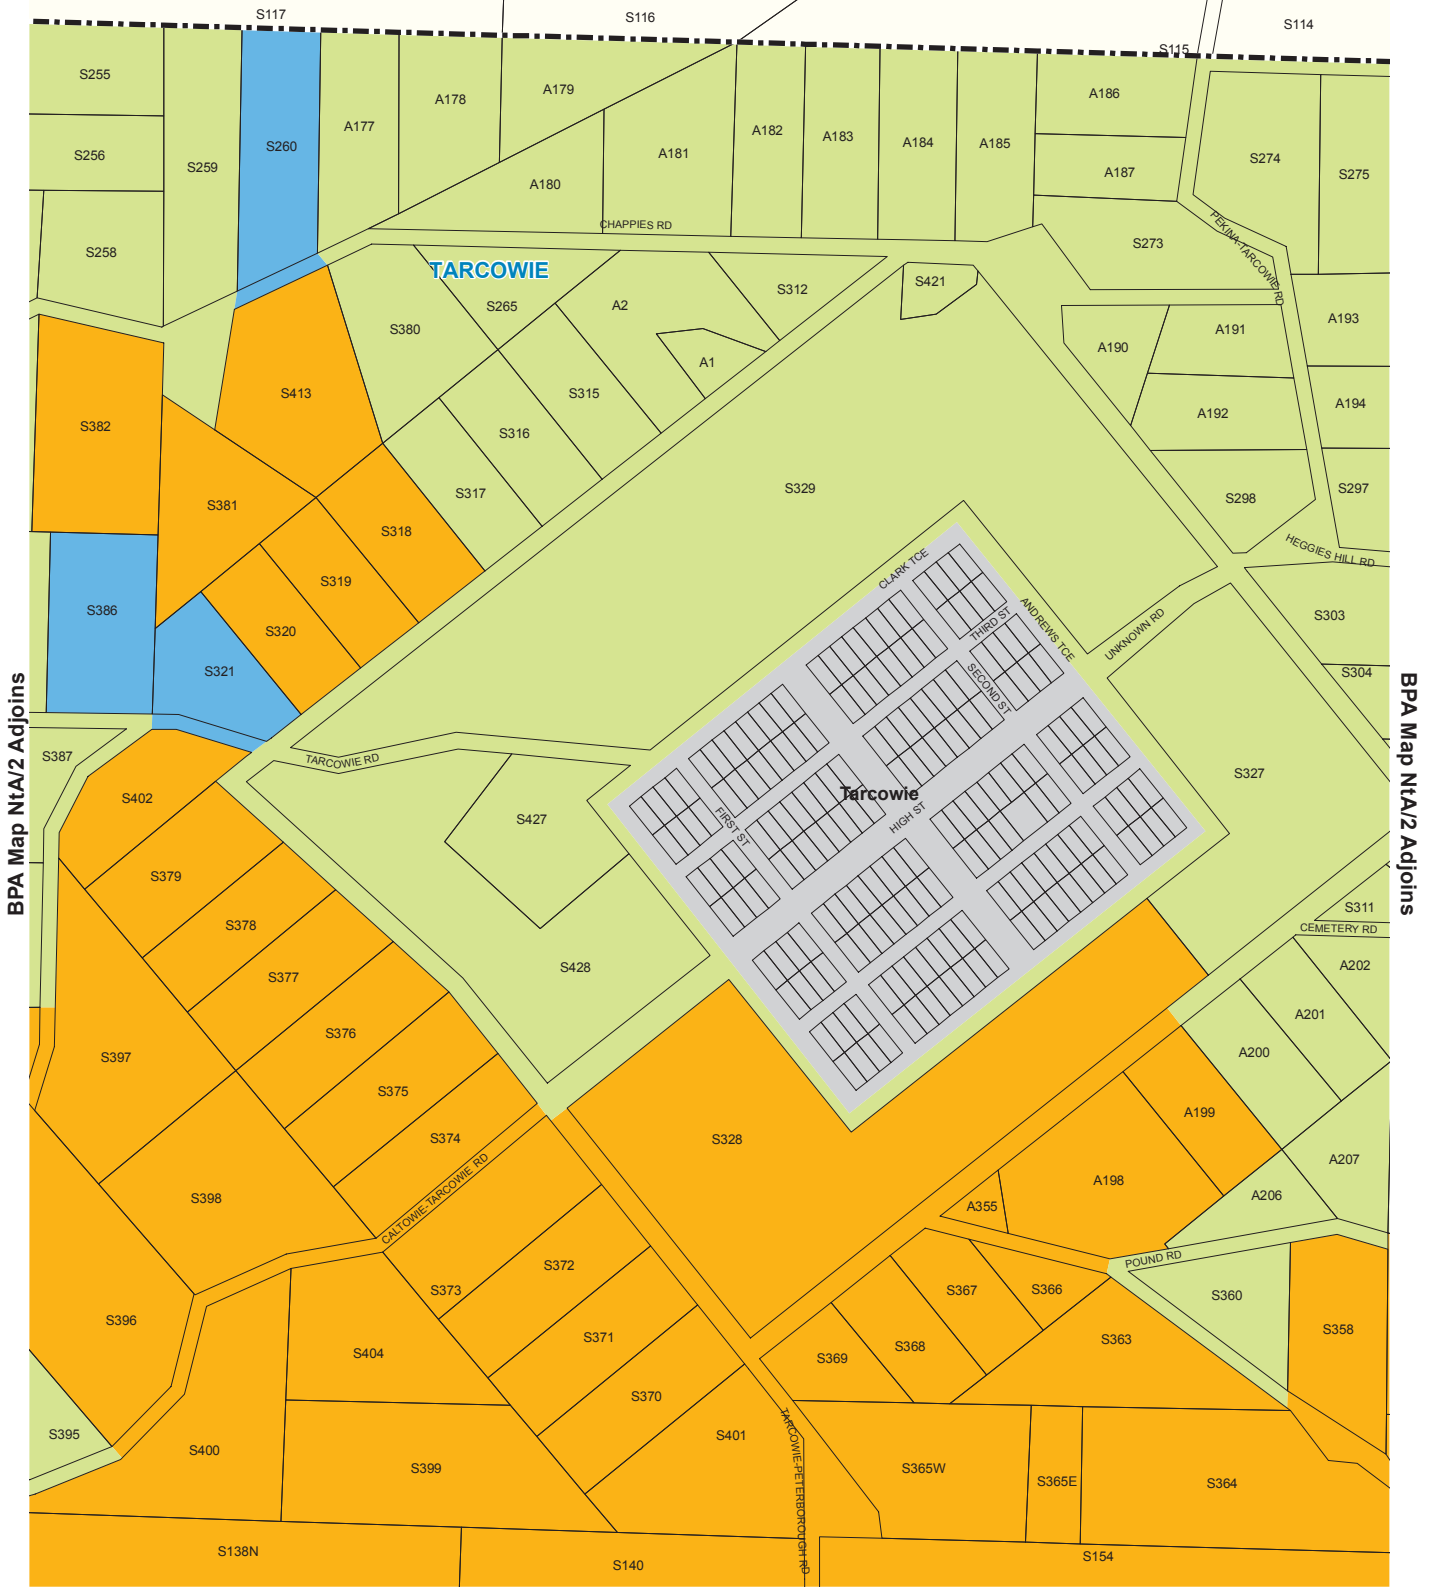 S117
S116
S114
S115
S255
A178
A179
A186
A177
A182
A183
A184
A185
S256
S259
S260
A181
S274
S275
A187
A180
S258
CHAPPIES RD
S273
PEKINA-TARCOWIE RD
TARCOWIE
S421
S312
S265
A2
S380
A193
A191
A190
A1
S413
S315
A194
A192
S382
S316
S317
S329
S298
S297
S381
S318
HEGGIES HILL RD
CLARK TCE
S319
S386
THIRD ST
ANDREWS TCE
UNKNOWN RD
S303
S320
S321
SECOND ST
S304
BPA Map NtA/2 Adjoins
BPA Map NtA/2 Adjoins
S387
TARCOWIE RD
S327
Tarcowie
S402
S427
FIRST ST
HIGH ST
S379
S311
S378
CEMETERY RD
S428
A202
S377
A201
S376
A200
S397
S375
A199
S374
S328
A207
CALTOWIE-TARCOWIE RD
A198
S398
A206
A355
POUND RD
S372
S373
S367
S366
S360
S396
S371
S358
S404
S369
S368
S363
S370
S395
S401
S400
TARCOWIE-PETERBOROUGH RD
S399
S365W
S365E
S364
S138N
S140
S154